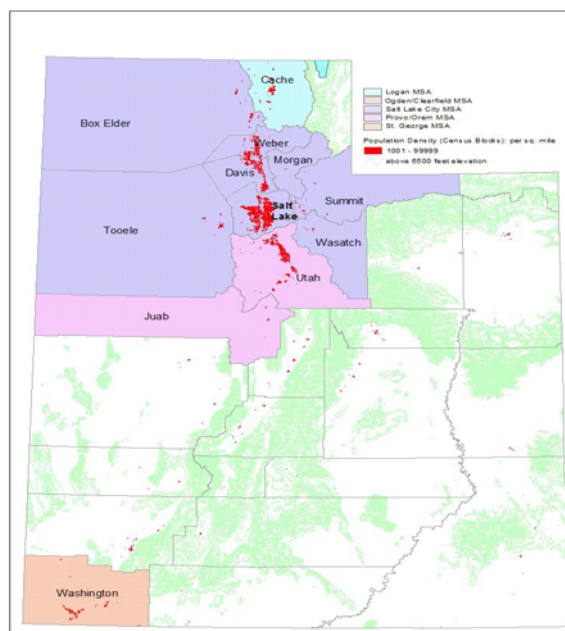 Cache
Logan MSA
Ogden/Clearfield MSA
Salt Lake City MSA
Provo/Orem MSA
St. George MSA
Population Density (Census Blocks): per sq. mile
1001 - 99999
above 6500 feet elevation
Box Elder
Weber
Morgan
Davis
Summit
Salt
Lake
Tooele
Wasatch
Utah
Juab
Washington